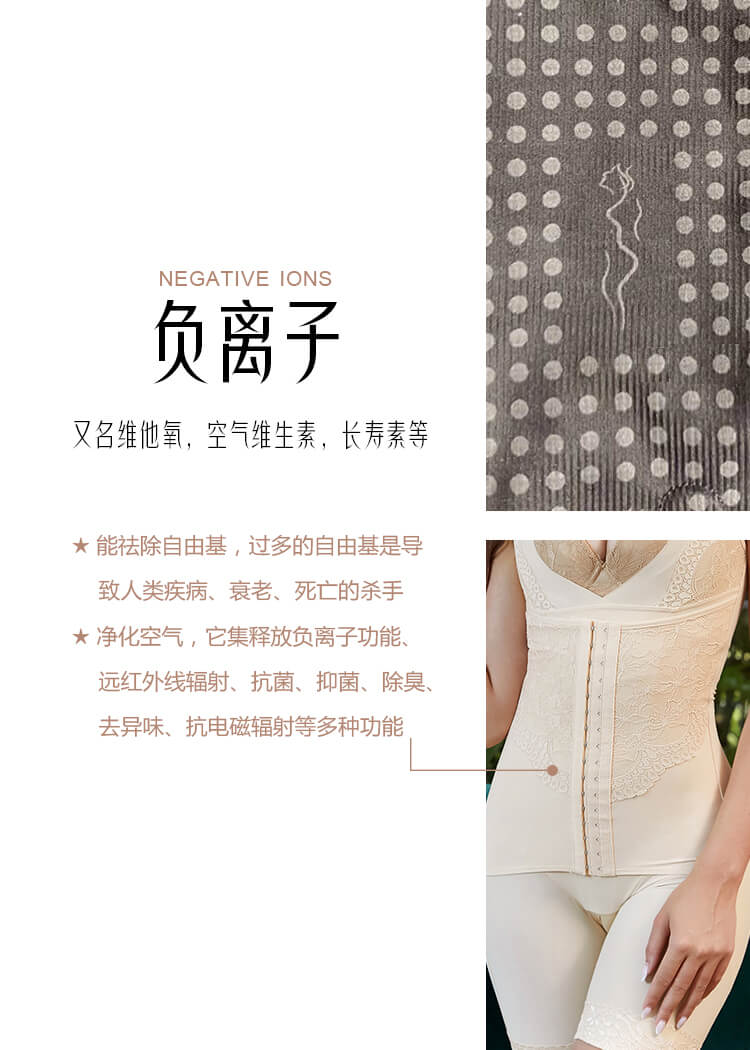 NEGATIVE IONS
负离子
又名维他氧，空气维生素，长寿素等
★ 能祛除自由基，过多的自由基是导
致人类疾病、衰老、死亡的杀手
★ 净化空气，它集释放负离子功能、
远红外线辐射、抗菌、抑菌、除臭、
去异味、抗电磁辐射等多种功能